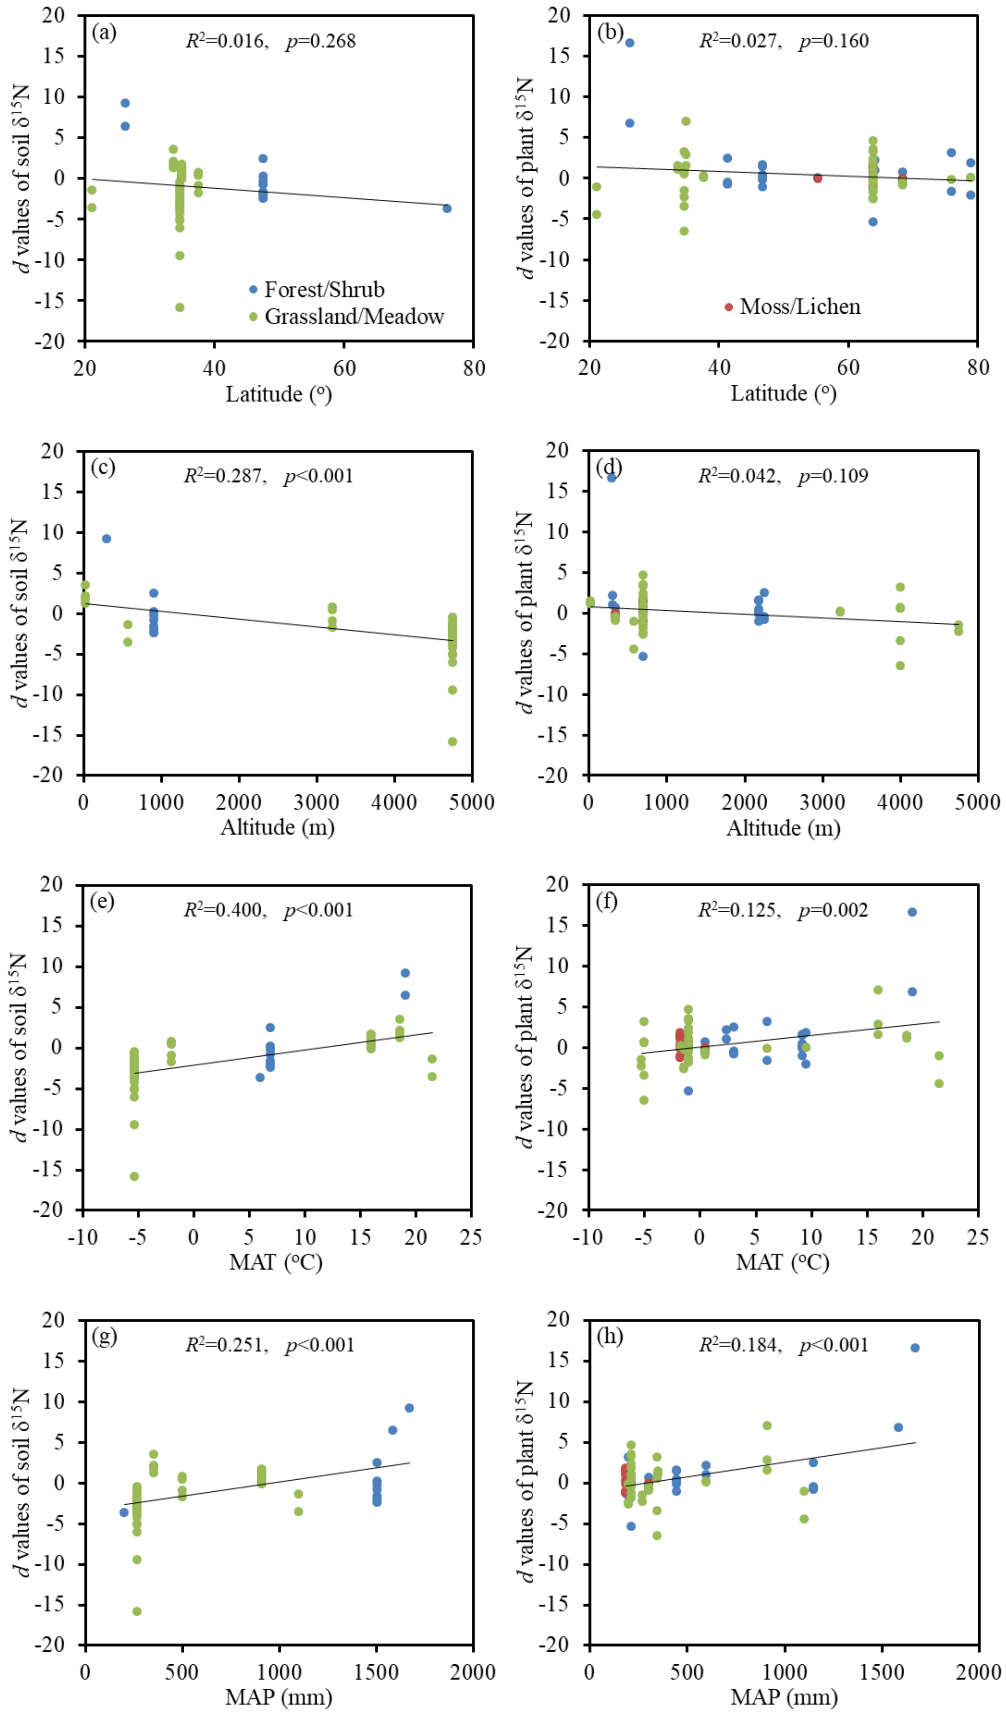 (a)
R²=0.016, p=0.268
d values of soil δ¹⁵N
20
15
10
5
0
-5
-10
-15
-20
Forest/Shrub
Grassland/Meadow
20 40 60 80
Latitude (º)
(b)
R²=0.027, p=0.160
d values of plant δ¹⁵N
20
15
10
5
0
-5
-10
-15
-20
Moss/Lichen
20 40 60 80
Latitude (º)
(c)
R²=0.287, p<0.001
d values of soil δ¹⁵N
20
15
10
5
0
-5
-10
-15
-20
0 1000 2000 3000 4000 5000
Altitude (m)
(d)
R²=0.042, p=0.109
d values of plant δ¹⁵N
20
15
10
5
0
-5
-10
-15
-20
0 1000 2000 3000 4000 5000
Altitude (m)
(e)
R²=0.400, p<0.001
d values of soil δ¹⁵N
20
15
10
5
0
-5
-10
-15
-20
-10 -5 0 5 10 15 20 25
MAT (ºC)
(f)
R²=0.125, p=0.002
d values of plant δ¹⁵N
20
15
10
5
0
-5
-10
-15
-20
-10 -5 0 5 10 15 20 25
MAT (ºC)
(g)
R²=0.251, p<0.001
d values of soil δ¹⁵N
20
15
10
5
0
-5
-10
-15
-20
0 500 1000 1500 2000
MAP (mm)
(h)
R²=0.184, p<0.001
d values of plant δ¹⁵N
20
15
10
5
0
-5
-10
-15
-20
0 500 1000 1500 2000
MAP (mm)